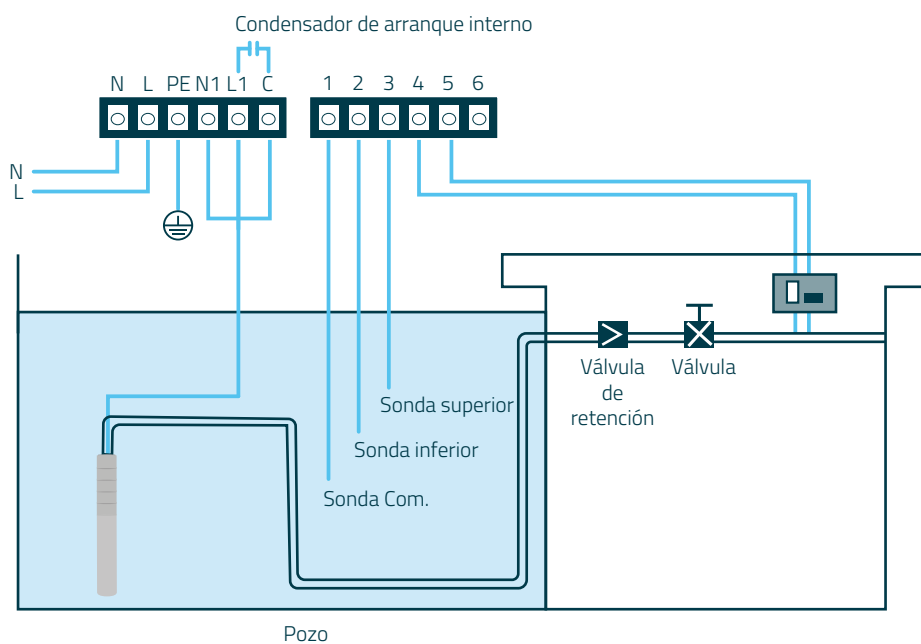 Condensador de arranque interno
N L PE N1 L1 C
1 2 3 4 5 6
N
L
Válvula
de
retención
Válvula
Sonda superior
Sonda inferior
Sonda Com.
Pozo